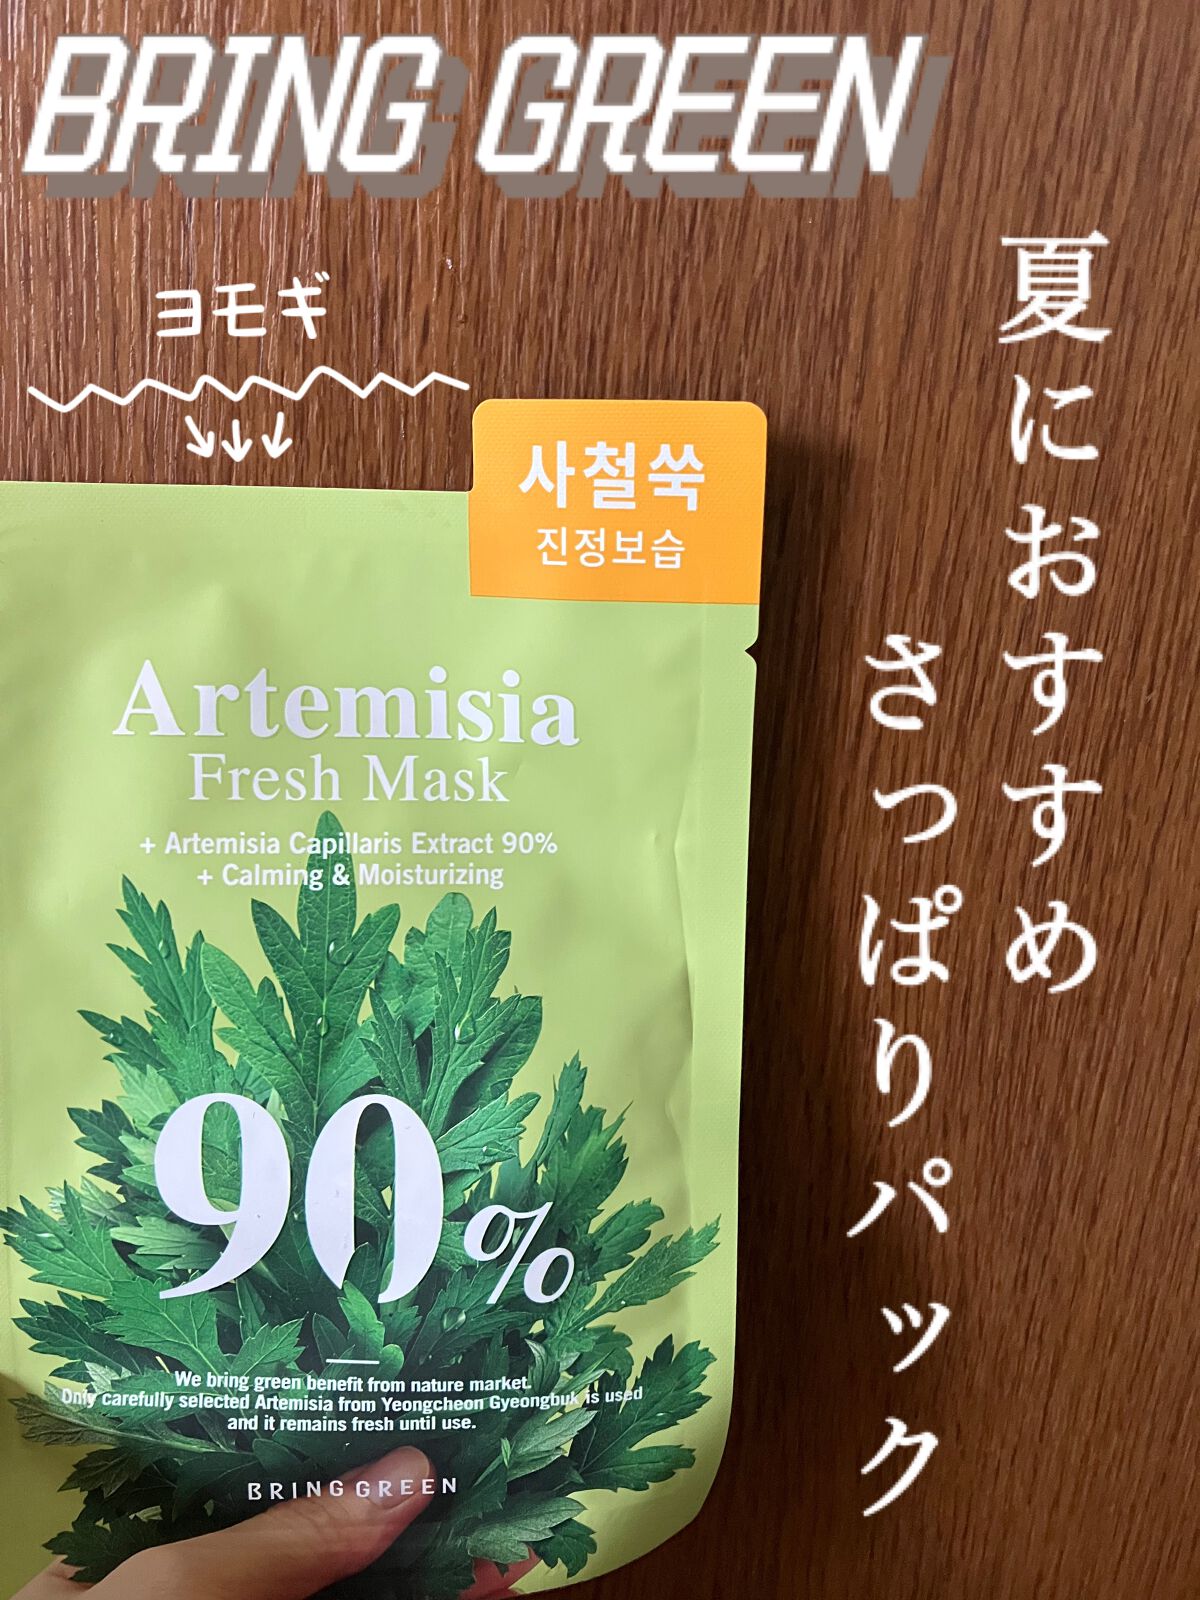 BRING GREEN
夏におすすめ
さっぱりパック
ヨモギ
사철쑥
진정보습
Artemisia
Fresh Mask
+ Artemisia Capillaris Extract 90%
+ Calming & Moisturizing
90%
We bring green benefit from nature market.
Only carefully selected Artemisia from Yeongcheon Gyeongbuk is used
and it remains fresh until use.
BRING GREEN